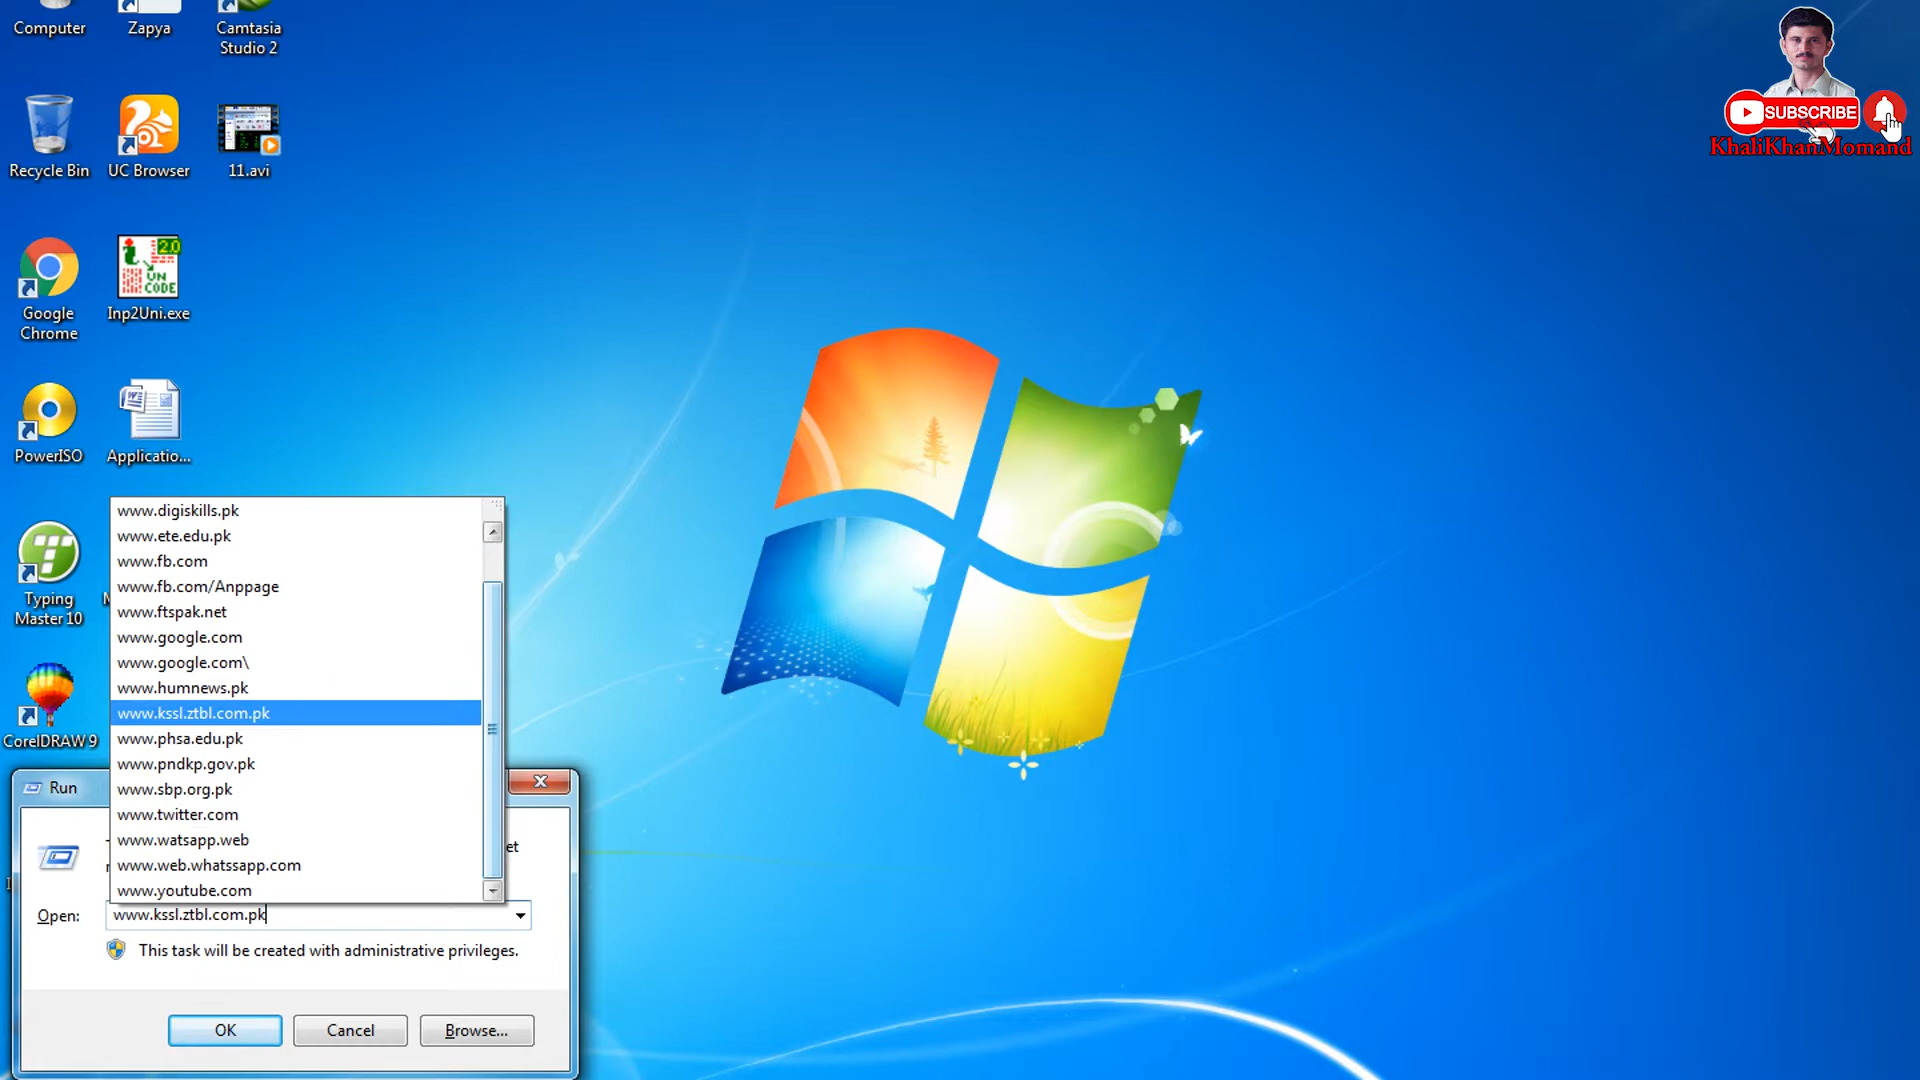 Computer
Zapya
Camtasia
Studio 2
SUBSCRIBE
KhaliKhanMomand
Recycle Bin
UC Browser
11.avi
2.0
UN
CODE
Google
Chrome
Inp2Uni.exe
PowerISO
Applicatio...
Typing
Master 10
CorelDRAW 9
www.digiskills.pk
www.ete.edu.pk
www.fb.com
www.fb.com/Anppage
www.ftspak.net
www.google.com
www.google.com\
www.humnews.pk
www.kssl.ztbl.com.pk
www.phsa.edu.pk
www.pndkp.gov.pk
www.sbp.org.pk
www.twitter.com
www.watsapp.web
www.web.whatssapp.com
www.youtube.com
Run
et
Open:
www.kssl.ztbl.com.pk
This task will be created with administrative privileges.
OK
Cancel
Browse...